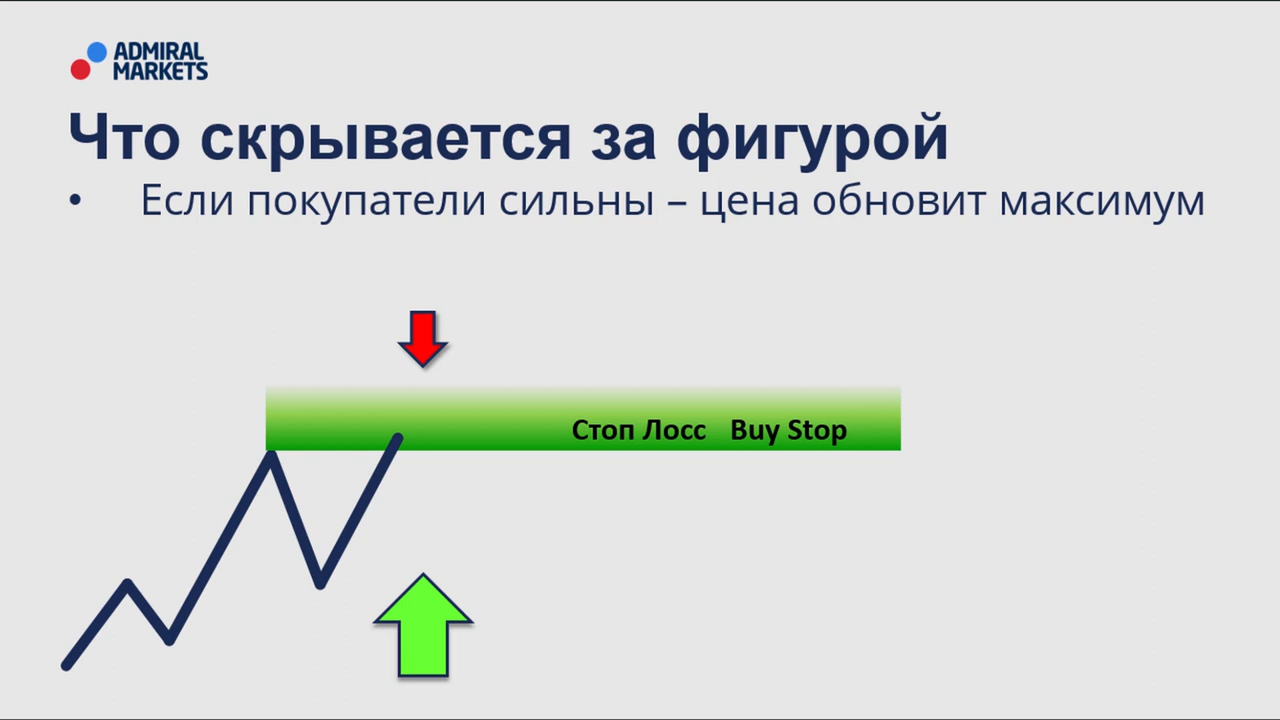 ADMIRAL
MARKETS
Что скрывается за фигурой
• Если покупатели сильны – цена обновит максимум
Стоп Лосс Buy Stop